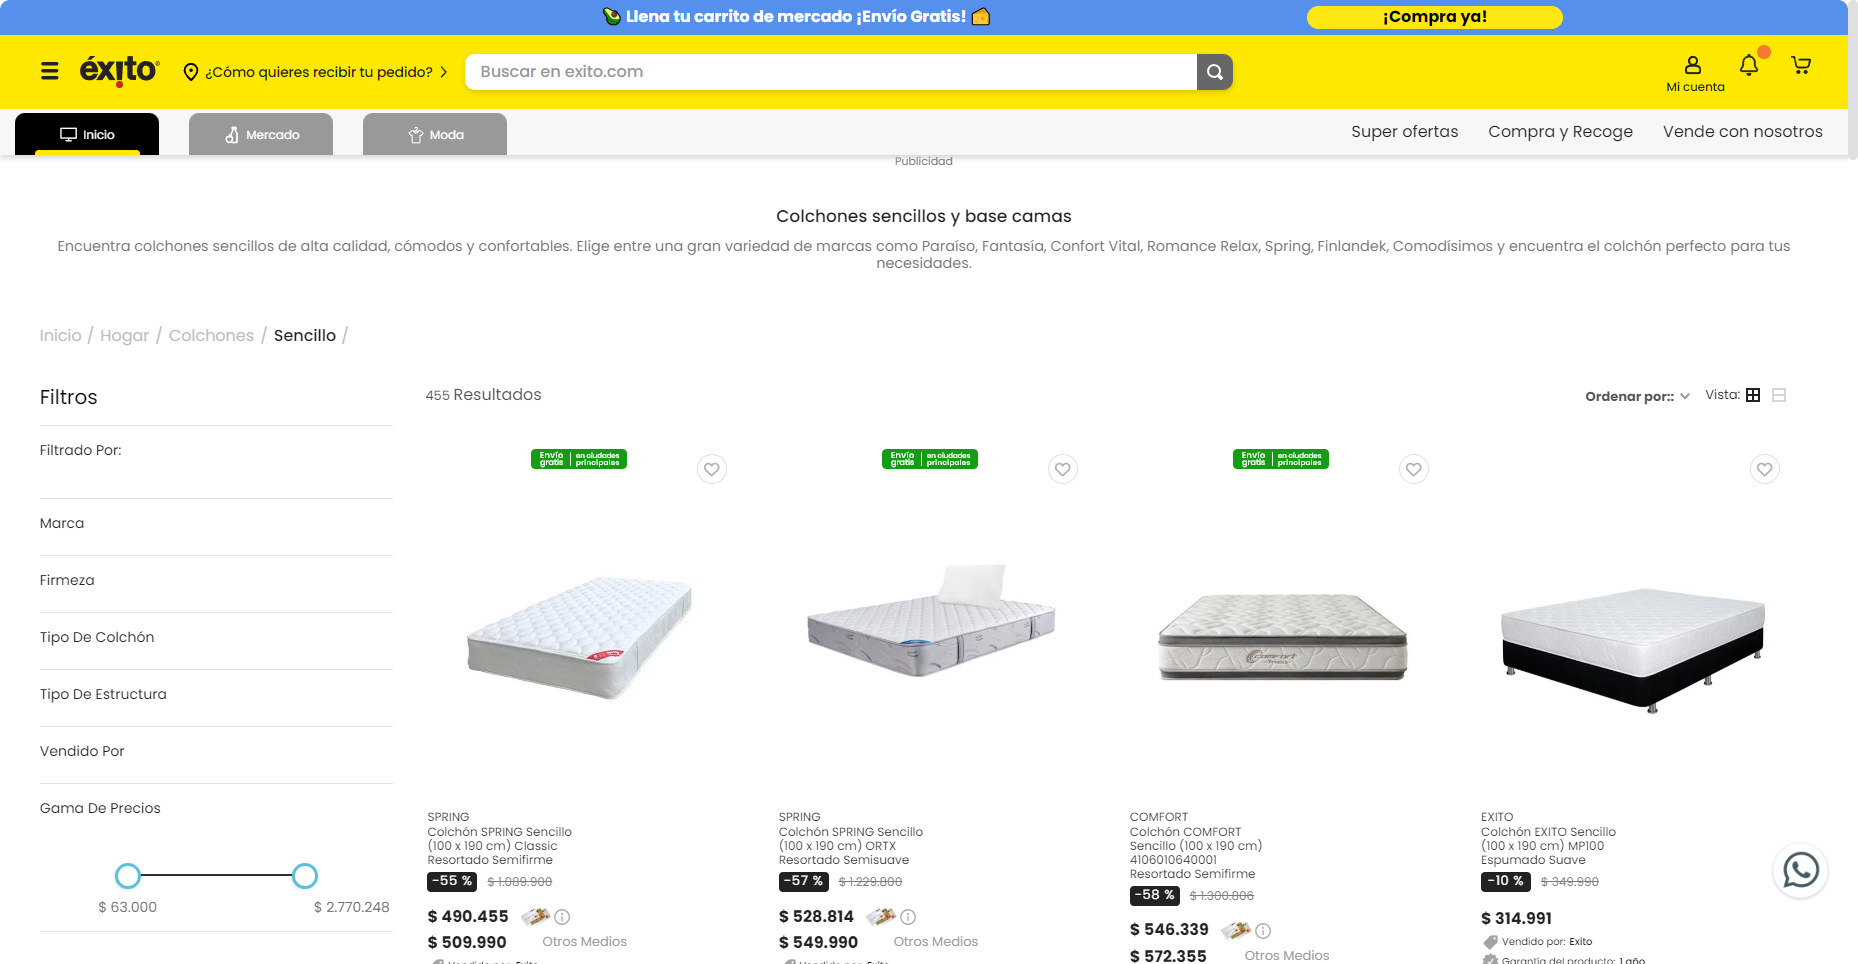 🥑 Llena tu carrito de mercado ¡Envío Gratis! 🧀
¡Compra ya!
éxito
¿Cómo quieres recibir tu pedido?
Buscar en exito.com
Mi cuenta
Inicio
Mercado
Moda
Super ofertas
Compra y Recoge
Vende con nosotros
Publicidad
Colchones sencillos y base camas
Encuentra colchones sencillos de alta calidad, cómodos y confortables. Elige entre una gran variedad de marcas como Paraíso, Fantasía, Confort Vital, Romance Relax, Spring, Finlandek, Comodísimos y encuentra el colchón perfecto para tus
necesidades.
Inicio / Hogar / Colchones / Sencillo /
Filtros
Filtrado Por:
Marca
Firmeza
Tipo De Colchón
Tipo De Estructura
Vendido Por
Gama De Precios
$ 63.000
$ 2.770.248
455 Resultados
Ordenar por::
Vista:
Envío gratis | en ciudades principales
SPRING
Colchón SPRING Sencillo
(100 x 190 cm) Classic
Resortado Semifirme
-55 % $ 1.089.900
$ 490.455
$ 509.990 Otros Medios
Vendido por: Exito
Envío gratis | en ciudades principales
SPRING
Colchón SPRING Sencillo
(100 x 190 cm) ORTX
Resortado Semisuave
-57 % $ 1.229.800
$ 528.814
$ 549.990 Otros Medios
Vendido por: Exito
Envío gratis | en ciudades principales
comfort
COMFORT
Colchón COMFORT
Sencillo (100 x 190 cm)
4106010640001
Resortado Semifirme
-58 % $ 1.300.806
$ 546.339
$ 572.355 Otros Medios
EXITO
Colchón EXITO Sencillo
(100 x 190 cm) MP100
Espumado Suave
-10 % $ 349.990
$ 314.991
Vendido por: Exito
Garantía del producto: 1 año